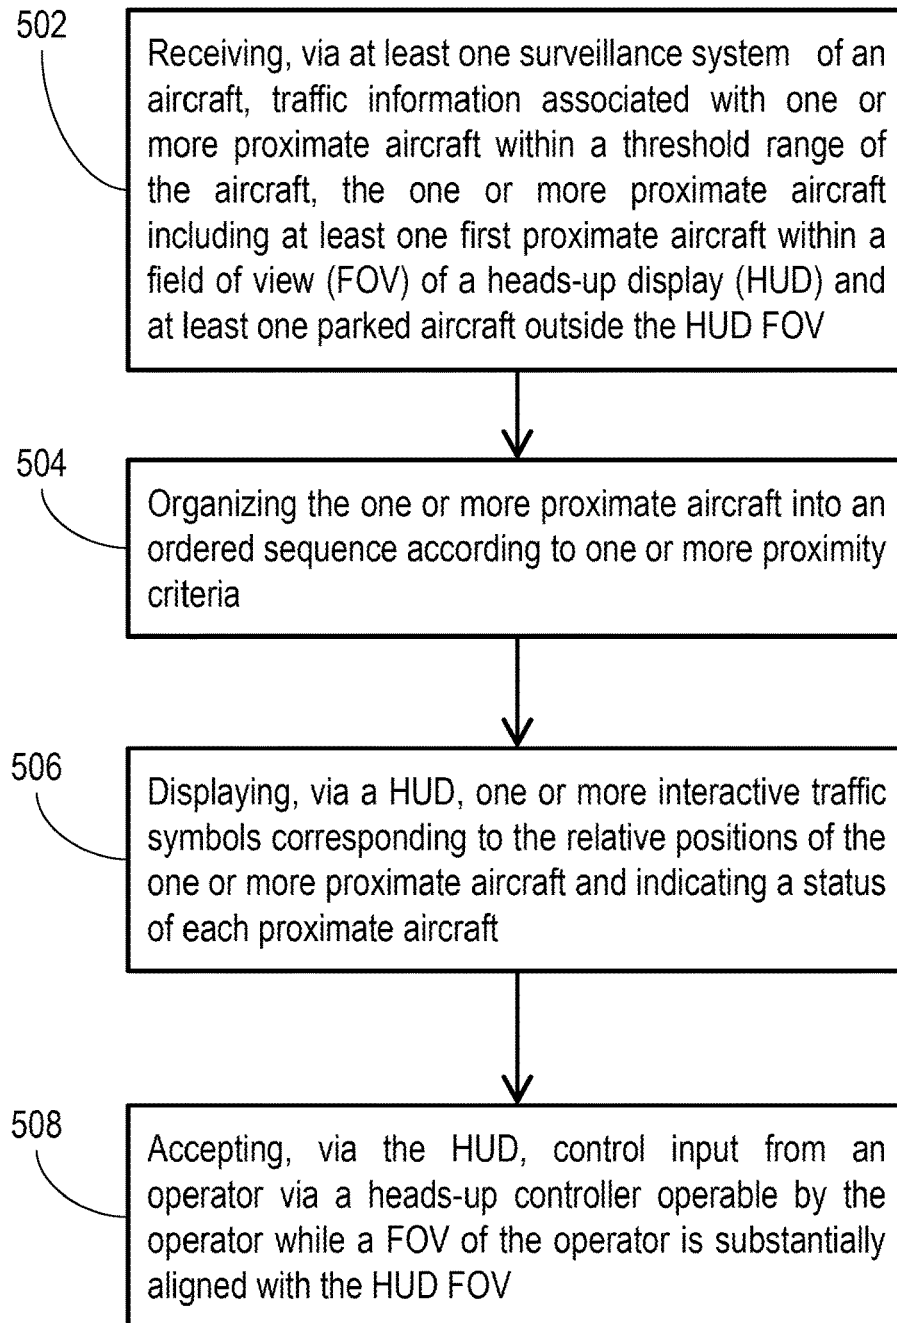 502
Receiving, via at least one surveillance system of an
aircraft, traffic information associated with one or
more proximate aircraft within a threshold range of
the aircraft, the one or more proximate aircraft
including at least one first proximate aircraft within a
field of view (FOV) of a heads-up display (HUD) and
at least one parked aircraft outside the HUD FOV
504
Organizing the one or more proximate aircraft into an
ordered sequence according to one or more proximity
criteria
506
Displaying, via a HUD, one or more interactive traffic
symbols corresponding to the relative positions of the
one or more proximate aircraft and indicating a status
of each proximate aircraft
508
Accepting, via the HUD, control input from an
operator via a heads-up controller operable by the
operator while a FOV of the operator is substantially
aligned with the HUD FOV